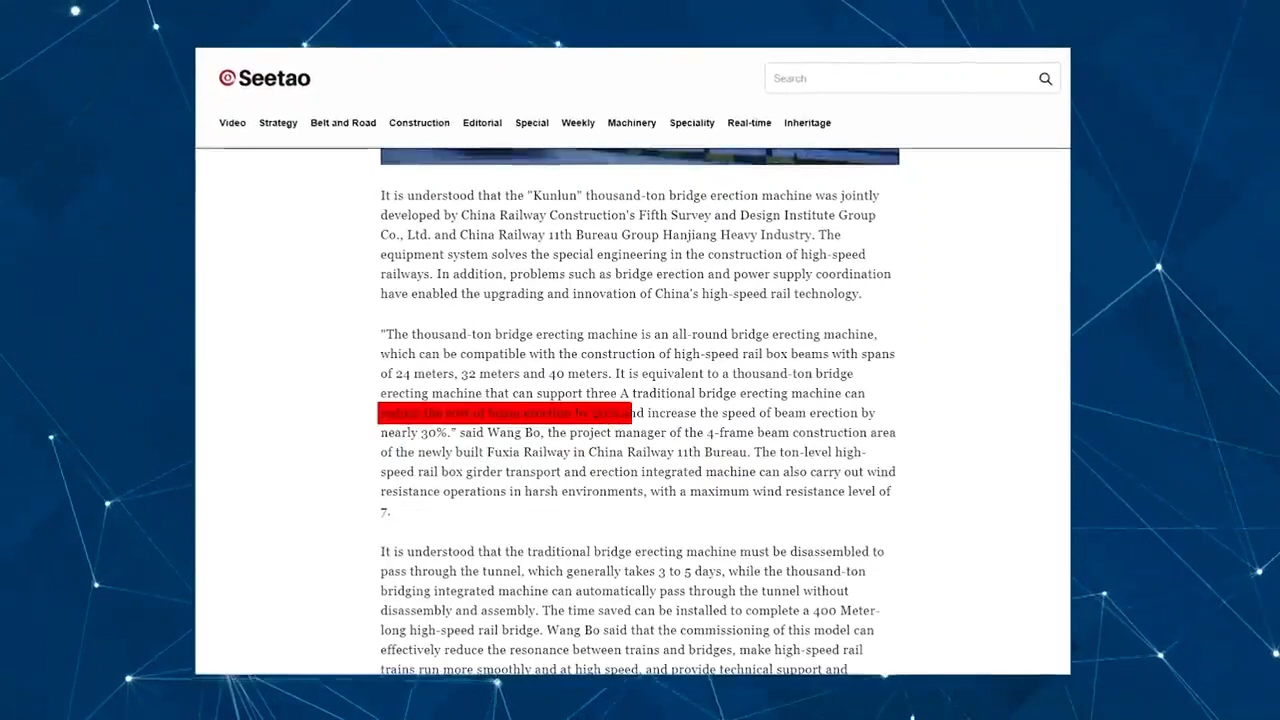 Seetao
Search
Video Strategy Belt and Road Construction Editorial Special Weekly Machinery Speciality Real-time Inheritance
It is understood that the "Kunlun" thousand-ton bridge erection machine was jointly
developed by China Railway Construction's Fifth Survey and Design Institute Group
Co., Ltd. and China Railway 11th Bureau Group Hanjiang Heavy Industry. The
equipment system solves the special engineering in the construction of high-speed
railways. In addition, problems such as bridge erection and power supply coordination
have enabled the upgrading and innovation of China's high-speed rail technology.
"The thousand-ton bridge erecting machine is an all-round bridge erecting machine,
which can be compatible with the construction of high-speed rail box beams with spans
of 24 meters, 32 meters and 40 meters. It is equivalent to a thousand-ton bridge
erecting machine that can support three A traditional bridge erecting machine can
reduce the cost of beam erection by increase the speed of beam erection by
nearly 30%." said Wang Bo, the project manager of the 4-frame beam construction area
of the newly built Fuxia Railway in China Railway 11th Bureau. The ton-level high-
speed rail box girder transport and erection integrated machine can also carry out wind
resistance operations in harsh environments, with a maximum wind resistance level of
7.
It is understood that the traditional bridge erecting machine must be disassembled to
pass through the tunnel, which generally takes 3 to 5 days, while the thousand-ton
bridging integrated machine can automatically pass through the tunnel without
disassembly and assembly. The time saved can be installed to complete a 400 Meter-
long high-speed rail bridge. Wang Bo said that the commissioning of this model can
effectively reduce the resonance between trains and bridges, make high-speed rail
trains run more smoothly and at high speed, and provide technical support and